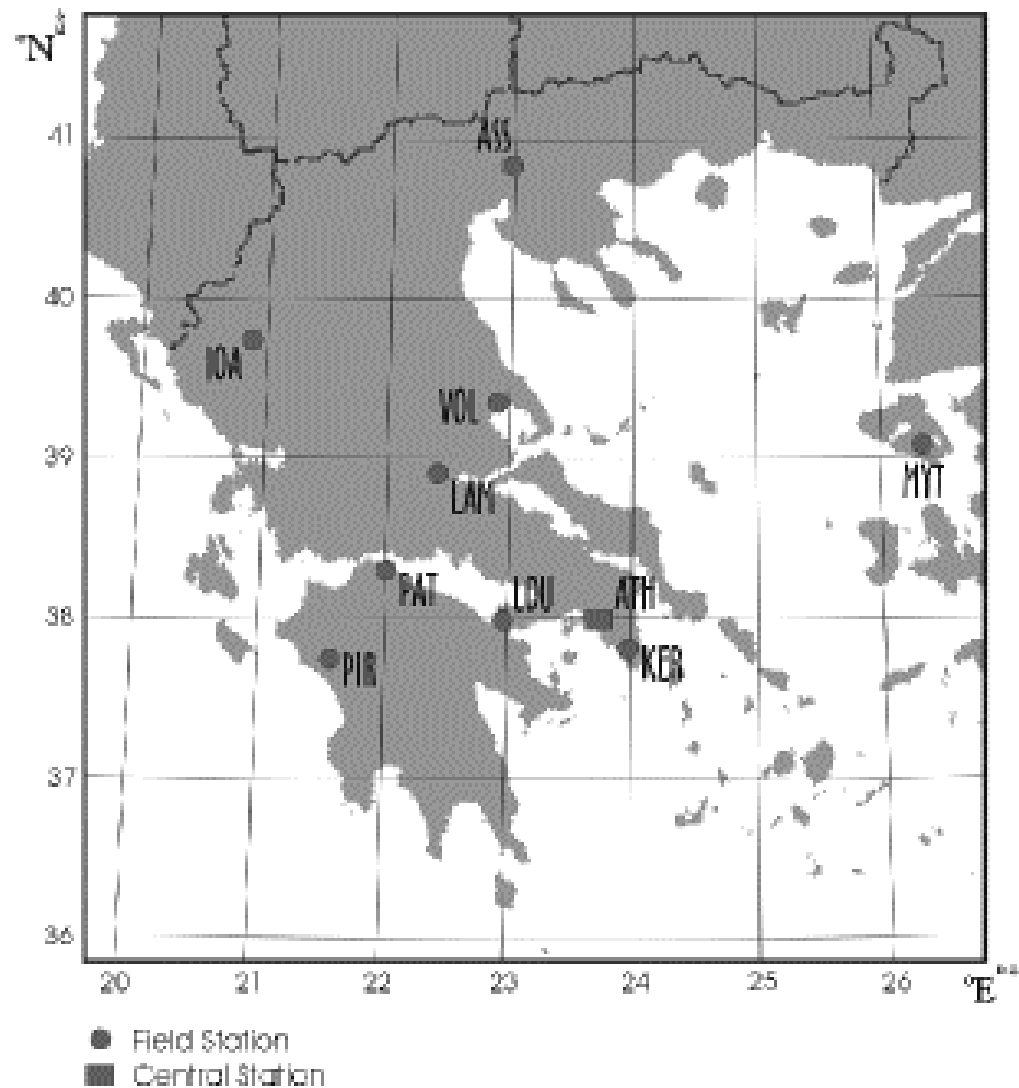 °N
41
ASS
40
IOA
VOL
39
MYT
LAM
PAT
LOU
ATH
38
PIR
KER
37
36
20 21 22 23 24 25 26 °E
Field Station
Central Station